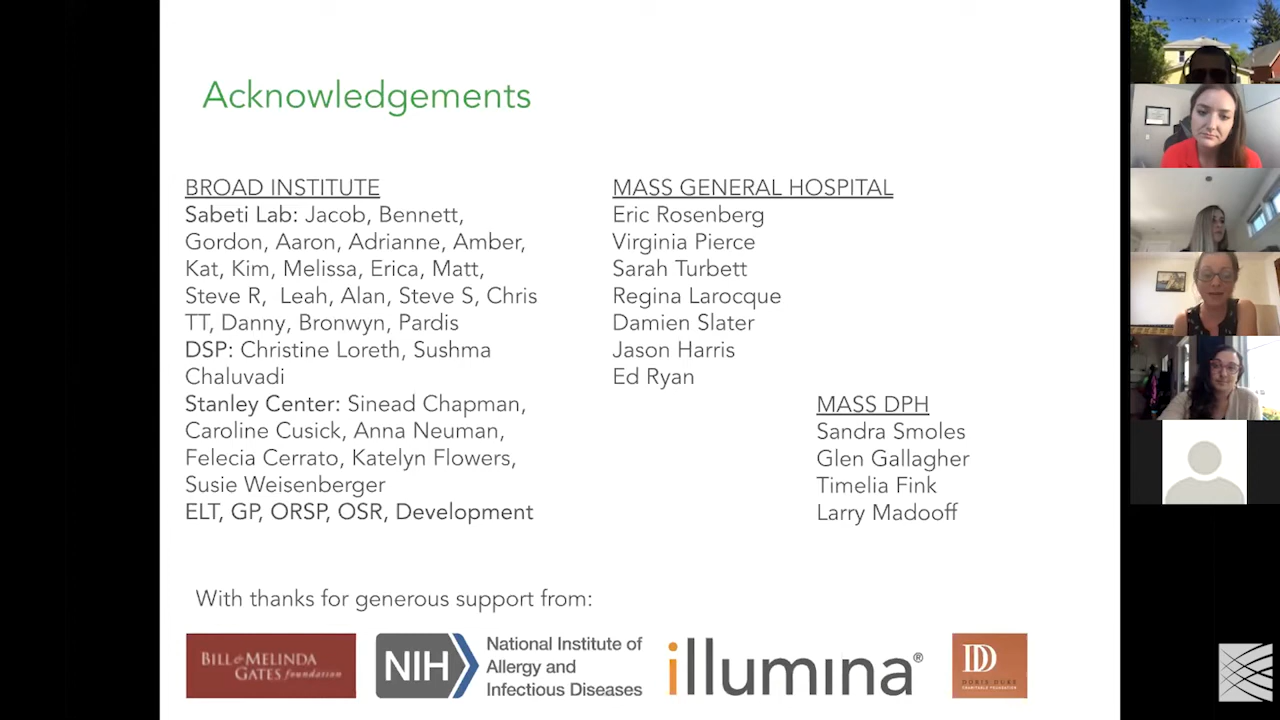 Acknowledgements
BROAD INSTITUTE
Sabeti Lab: Jacob, Bennett,
Gordon, Aaron, Adrianne, Amber,
Kat, Kim, Melissa, Erica, Matt,
Steve R, Leah, Alan, Steve S, Chris
TT, Danny, Bronwyn, Pardis
DSP: Christine Loreth, Sushma
Chaluvadi
Stanley Center: Sinead Chapman,
Caroline Cusick, Anna Neuman,
Felecia Cerrato, Katelyn Flowers,
Susie Weisenberger
ELT, GP, ORSP, OSR, Development
MASS GENERAL HOSPITAL
Eric Rosenberg
Virginia Pierce
Sarah Turbett
Regina Larocque
Damien Slater
Jason Harris
Ed Ryan
MASS DPH
Sandra Smoles
Glen Gallagher
Timelia Fink
Larry Madooff
With thanks for generous support from:
BILL & MELINDA
GATES foundation
NIH
National Institute of
Allergy and
Infectious Diseases
illumina®
DD
DORIS DUKE
CHARITABLE FOUNDATION